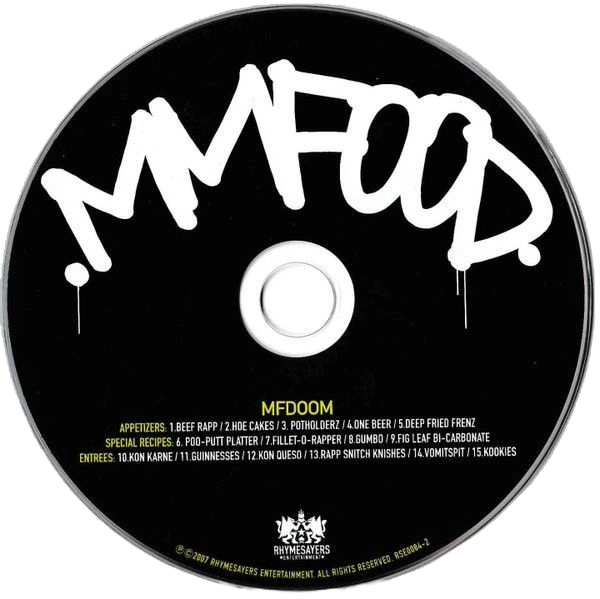 .MMFOOD.
MFDOOM
APPETIZERS: 1.BEEF RAPP / 2.HOE CAKES / 3. POTHOLDERZ / 4.ONE BEER / 5.DEEP FRIED FRENZ
SPECIAL RECIPES: 6. POO-PUTT PLATTER / 7.FILLET-O-RAPPER / 8.GUMBO / 9.FIG LEAF BI-CARBONATE
ENTREES: 10.KON KARNE / 11.GUINNESSES / 12.KON QUESO / 13.RAPP SNITCH KNISHES / 14.VOMITSPIT / 15.KOOKIES
RHYMESAYERS
ENTERTAINMENT
℗©2007 RHYMESAYERS ENTERTAINMENT. ALL RIGHTS RESERVED. RSE0084-2